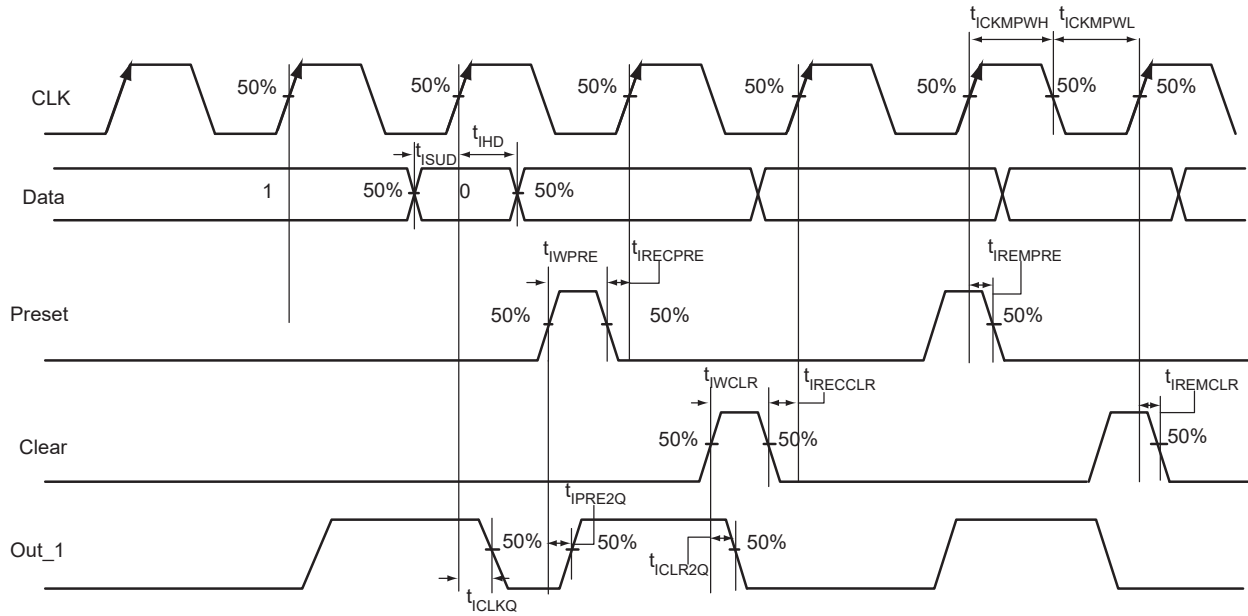 tICKMPWH tICKMPWL
CLK 50% 50% 50% 50% 50% 50% 50% 50%
tISUD tIHD
Data 1 50% 0 50%
tIWPRE tIRECPRE tIREMPRE
Preset 50% 50% 50%
tIWCLR tIRECCLR tIREMCLR
Clear 50% 50% 50%
tIPRE2Q
Out_1 50% 50% 50%
tICLR2Q
tICLKQ